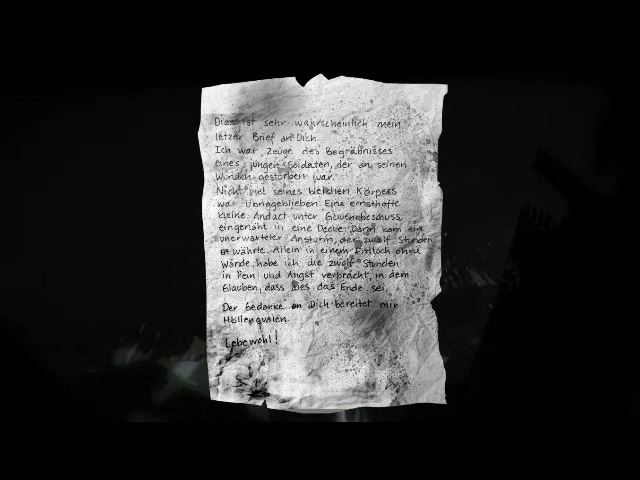 Dies ist sehr wahrscheinlich mein
letzer Brief an Dich.
Ich war Zeuge des Begräbnisses
eines jungen Soldaten, der an seinen
Wunden gestorben war.
Nicht viel seines bleichen Körpers
war übriggeblieben. Eine ernsthafte
kleine Andact unter Gewehrbeschuss,
eingenäht in eine Decke. Dann kam ein
unerwarteter Ansturm, der zwölf Stunden
währte. Allein in einem Erdloch ohne
Wände, habe ich die zwölf Stunden
in Pein und Angst verbracht, in dem
Glauben, dass dies das Ende sei.
Der Gedanke an Dich bereitet mir
Höllenqualen.
Lebewohl!